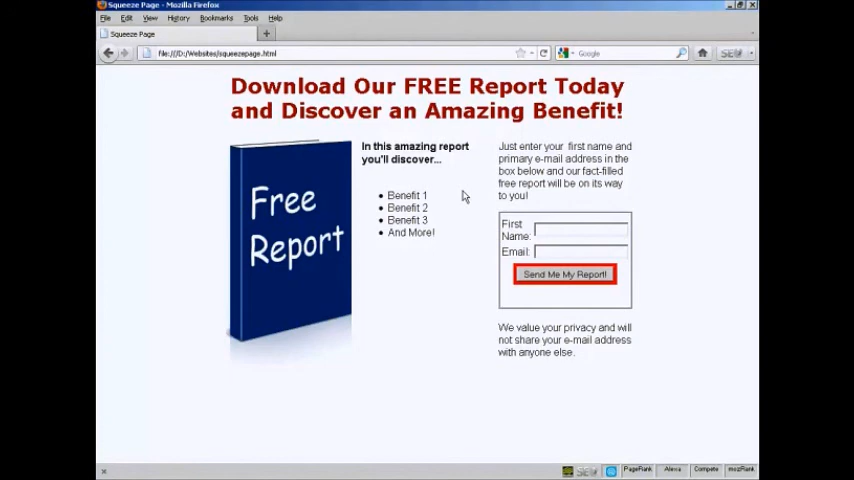 Squeeze Page - Mozilla Firefox
File Edit View History Bookmarks Tools Help
Squeeze Page
file:///D:/Websites/squeezepage.html
Google
Download Our FREE Report Today
and Discover an Amazing Benefit!
Free
Report
In this amazing report
you'll discover...
Benefit 1
Benefit 2
Benefit 3
And More!
Just enter your first name and
primary e-mail address in the
box below and our fact-filled
free report will be on its way
to you!
First
Name:
Email:
Send Me My Report!
We value your privacy and will
not share your e-mail address
with anyone else.
PageRank Alexa Compete mozRank